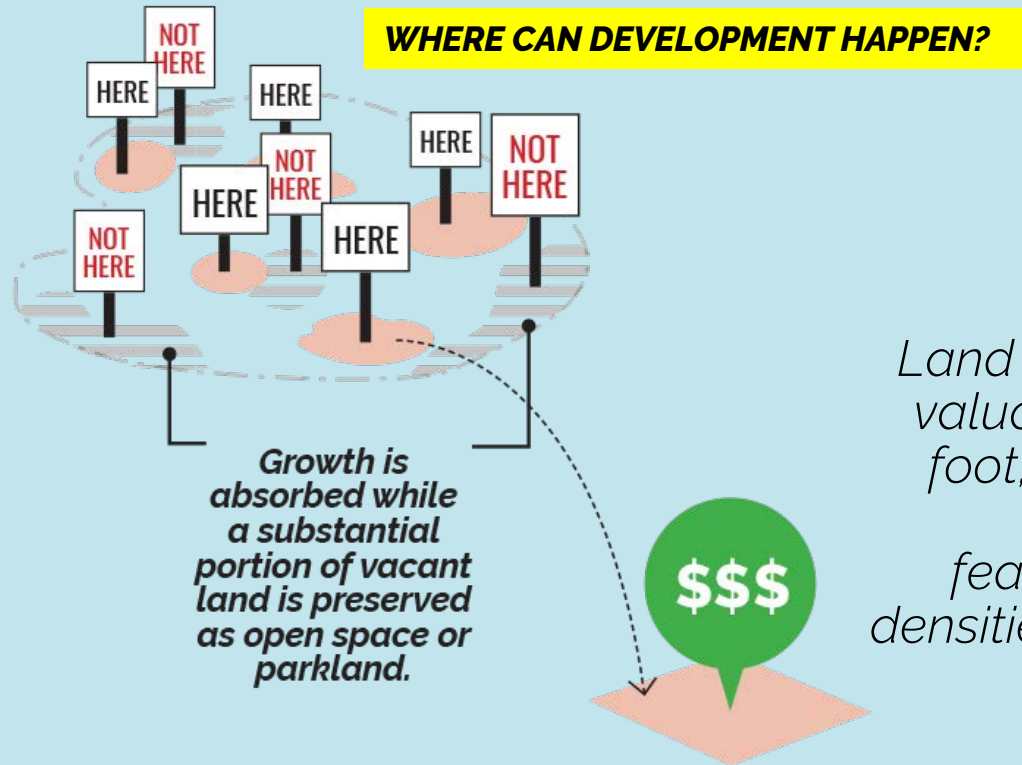 WHERE CAN DEVELOPMENT HAPPEN?
NOT
HERE
HERE
HERE
HERE
NOT
HERE
NOT
HERE
HERE
HERE
NOT
HERE
Growth is
absorbed while
a substantial
portion of vacant
land is preserved
as open space or
parkland.
Land
foot,
$$$